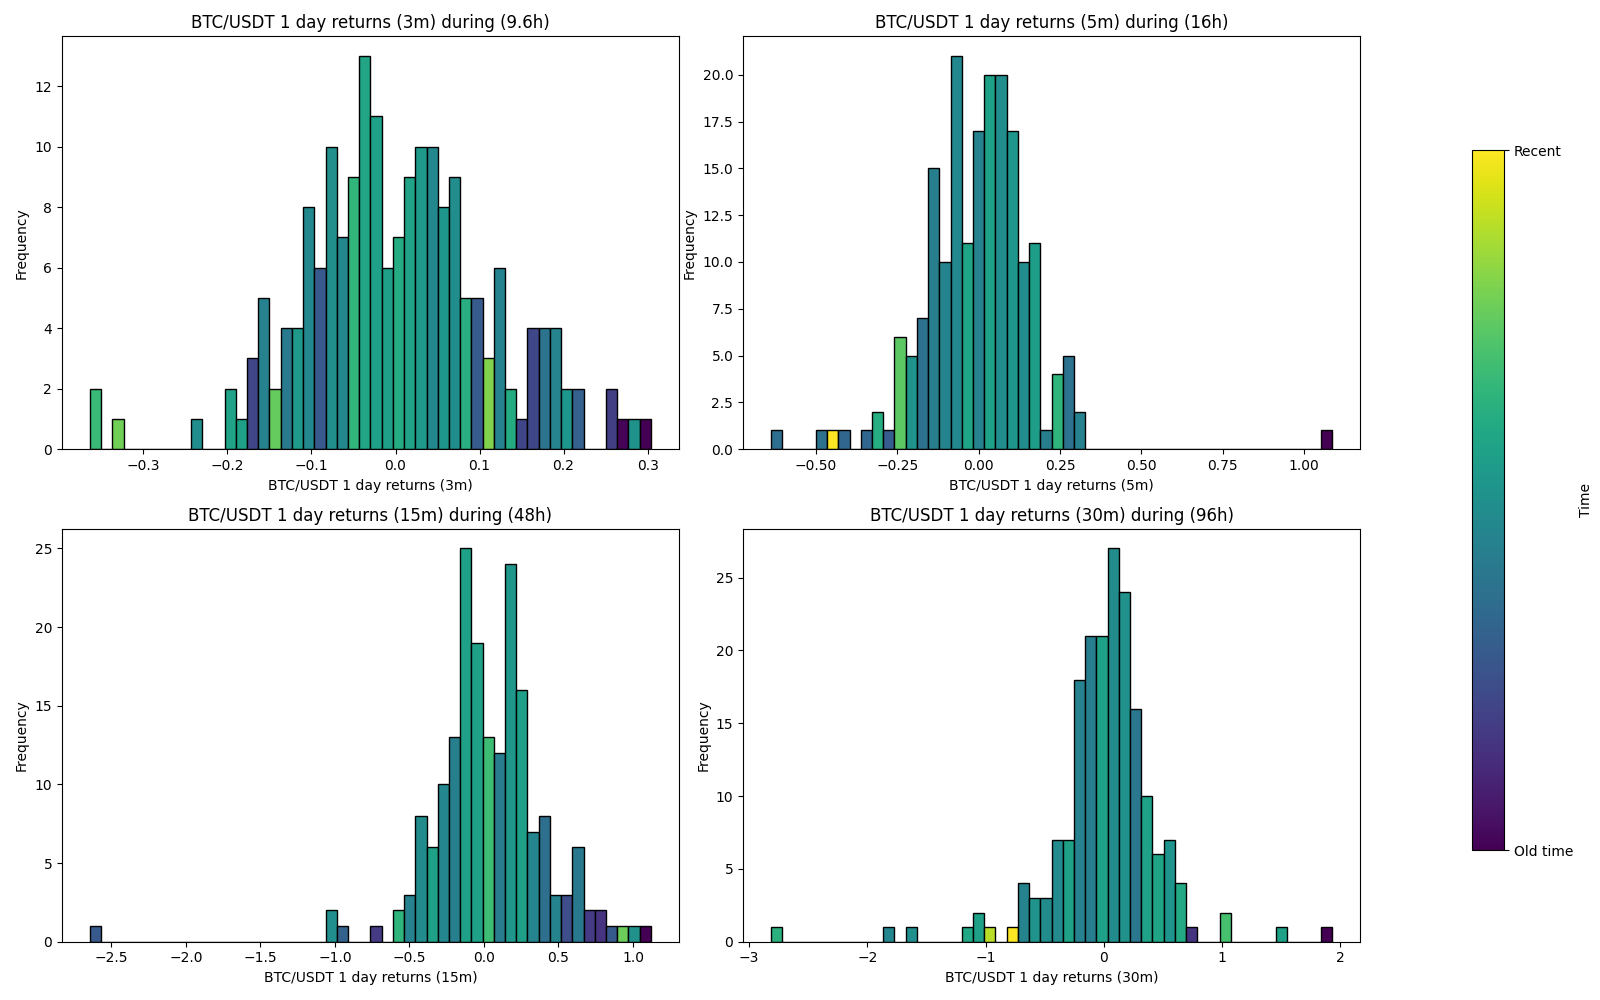 BTC/USDT 1 day returns (3m) during (9.6h)
Frequency
12
10
8
6
4
2
0
−0.3 −0.2 −0.1 0.0 0.1 0.2 0.3
BTC/USDT 1 day returns (3m)
BTC/USDT 1 day returns (5m) during (16h)
Frequency
20.0
17.5
15.0
12.5
10.0
7.5
5.0
2.5
0.0
−0.50 −0.25 0.00 0.25 0.50 0.75 1.00
BTC/USDT 1 day returns (5m)
BTC/USDT 1 day returns (15m) during (48h)
Frequency
25
20
15
10
5
0
−2.5 −2.0 −1.5 −1.0 −0.5 0.0 0.5 1.0
BTC/USDT 1 day returns (15m)
BTC/USDT 1 day returns (30m) during (96h)
Frequency
25
20
15
10
5
0
−3 −2 −1 0 1 2
BTC/USDT 1 day returns (30m)
Recent
Time
Old time